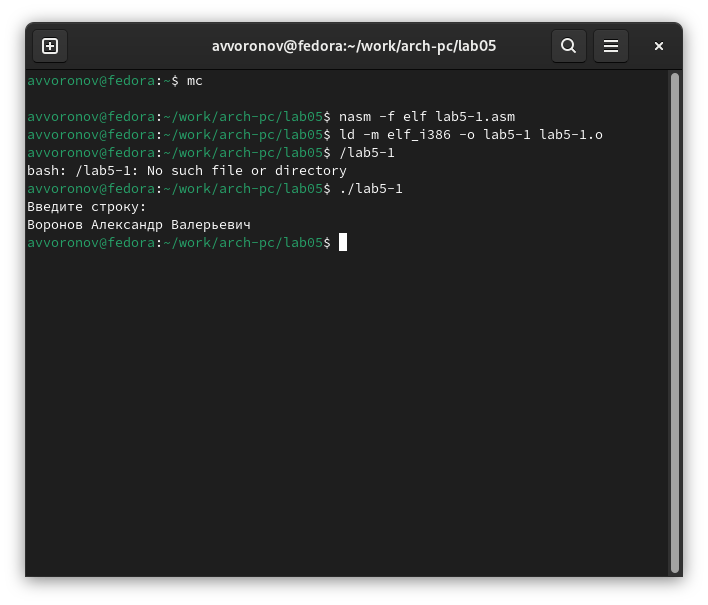 avvoronov@fedora:~/work/arch-pc/lab05
avvoronov@fedora:~$ mc
avvoronov@fedora:~/work/arch-pc/lab05$ nasm -f elf lab5-1.asm
avvoronov@fedora:~/work/arch-pc/lab05$ ld -m elf_i386 -o lab5-1 lab5-1.o
avvoronov@fedora:~/work/arch-pc/lab05$ /lab5-1
bash: /lab5-1: No such file or directory
avvoronov@fedora:~/work/arch-pc/lab05$ ./lab5-1
Введите строку:
Воронов Александр Валерьевич
avvoronov@fedora:~/work/arch-pc/lab05$